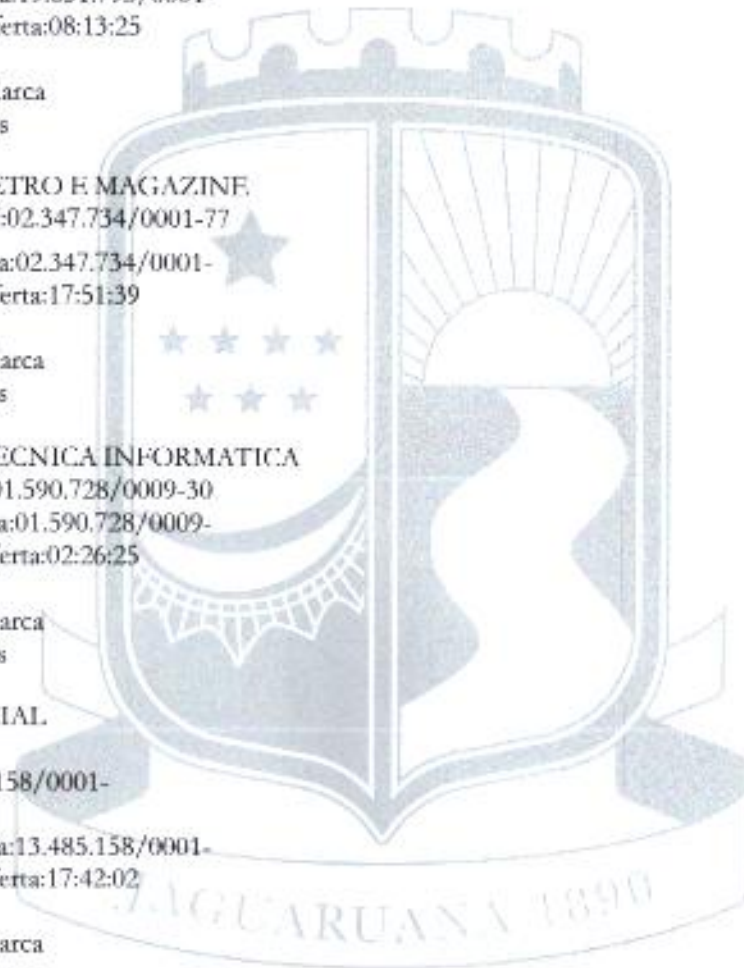 erta:08:13:25
arca
s
ETRO E MAGAZINE
:02.347.734/0001-77
a:02.347.734/0001-
erta:17:51:39
arca
s
ECNICA INFORMATICA
01.590.728/0009-30
a:01.590.728/0009-
erta:02:26:25
arca
s
IAL
158/0001-
a:13.485.158/0001-
erta:17:42:02
JAGUARUANA 1890
arca